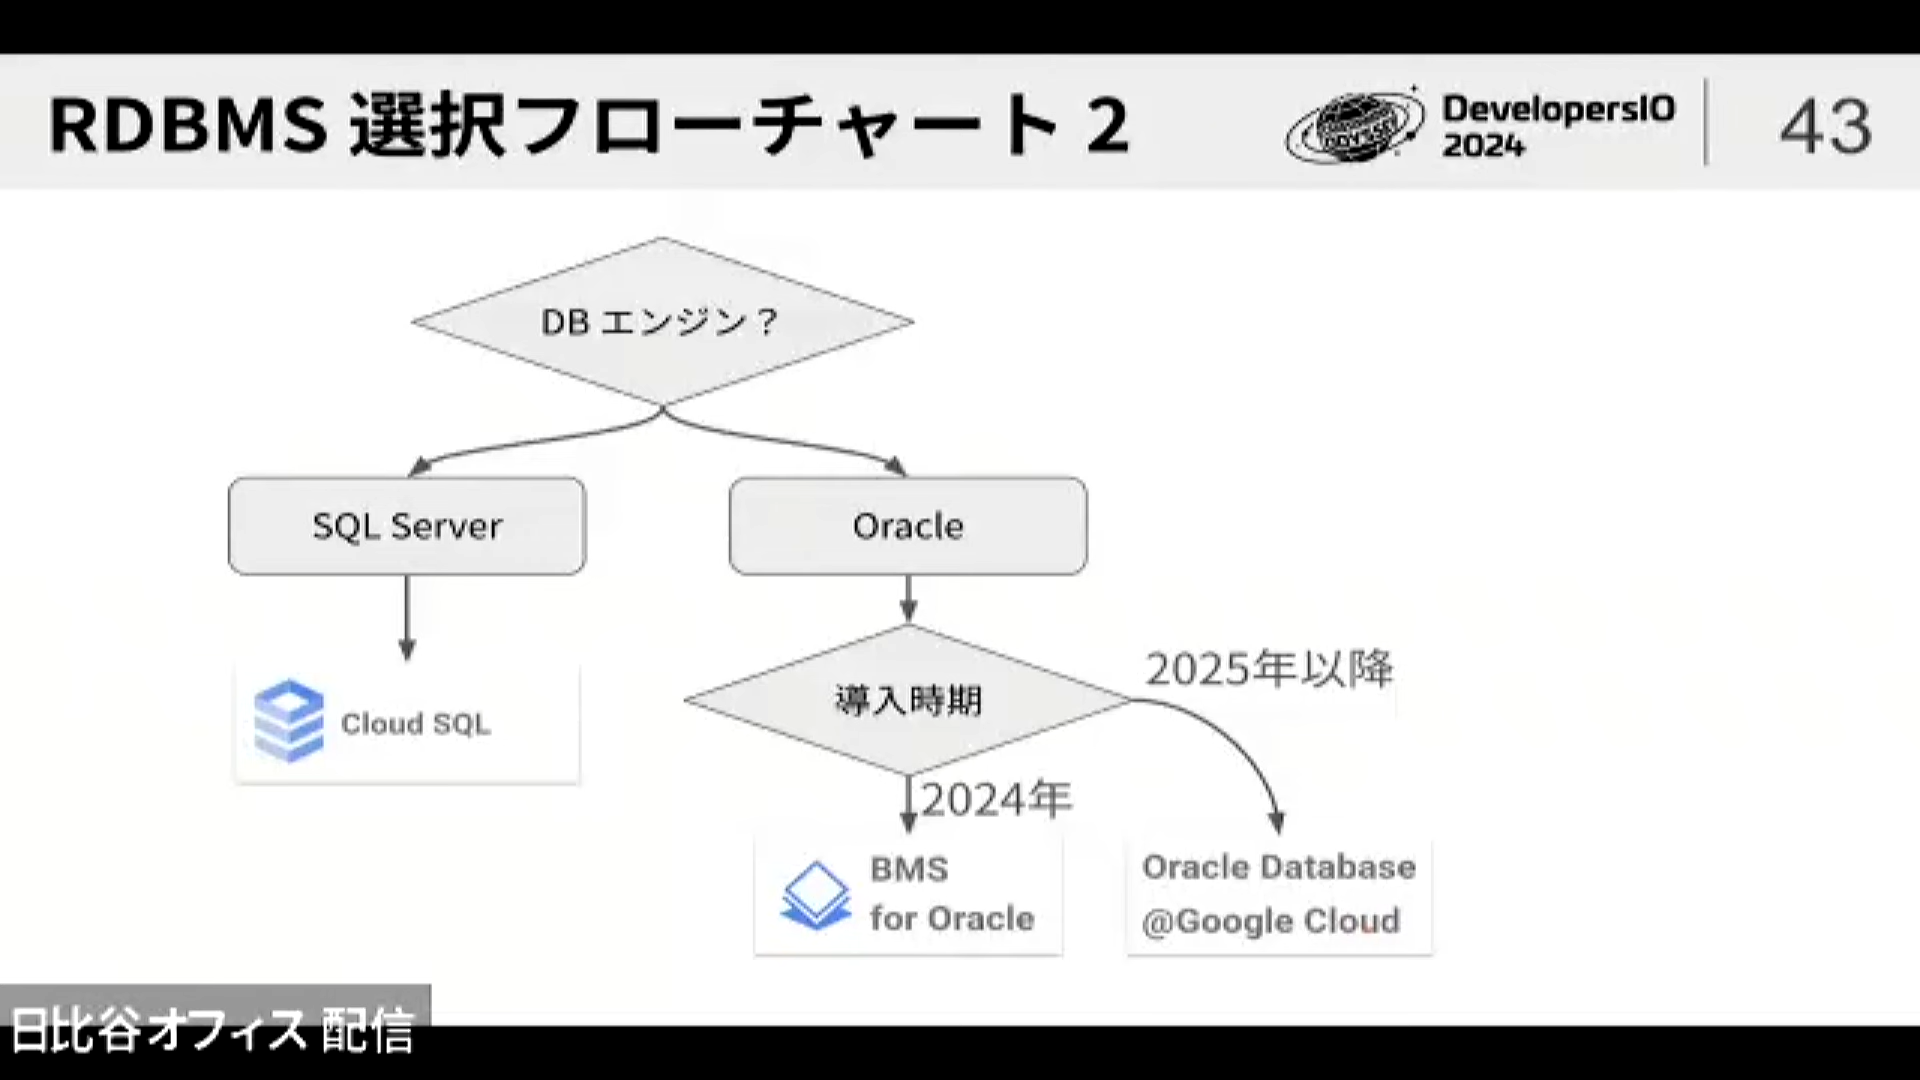 RDBMS 選択フローチャート 2
DevelopersIO
2024
43
DB エンジン？
SQL Server
Oracle
Cloud SQL
導入時期
2025年以降
2024年
BMS
for Oracle
Oracle Database
@Google Cloud
日比谷オフィス 配信